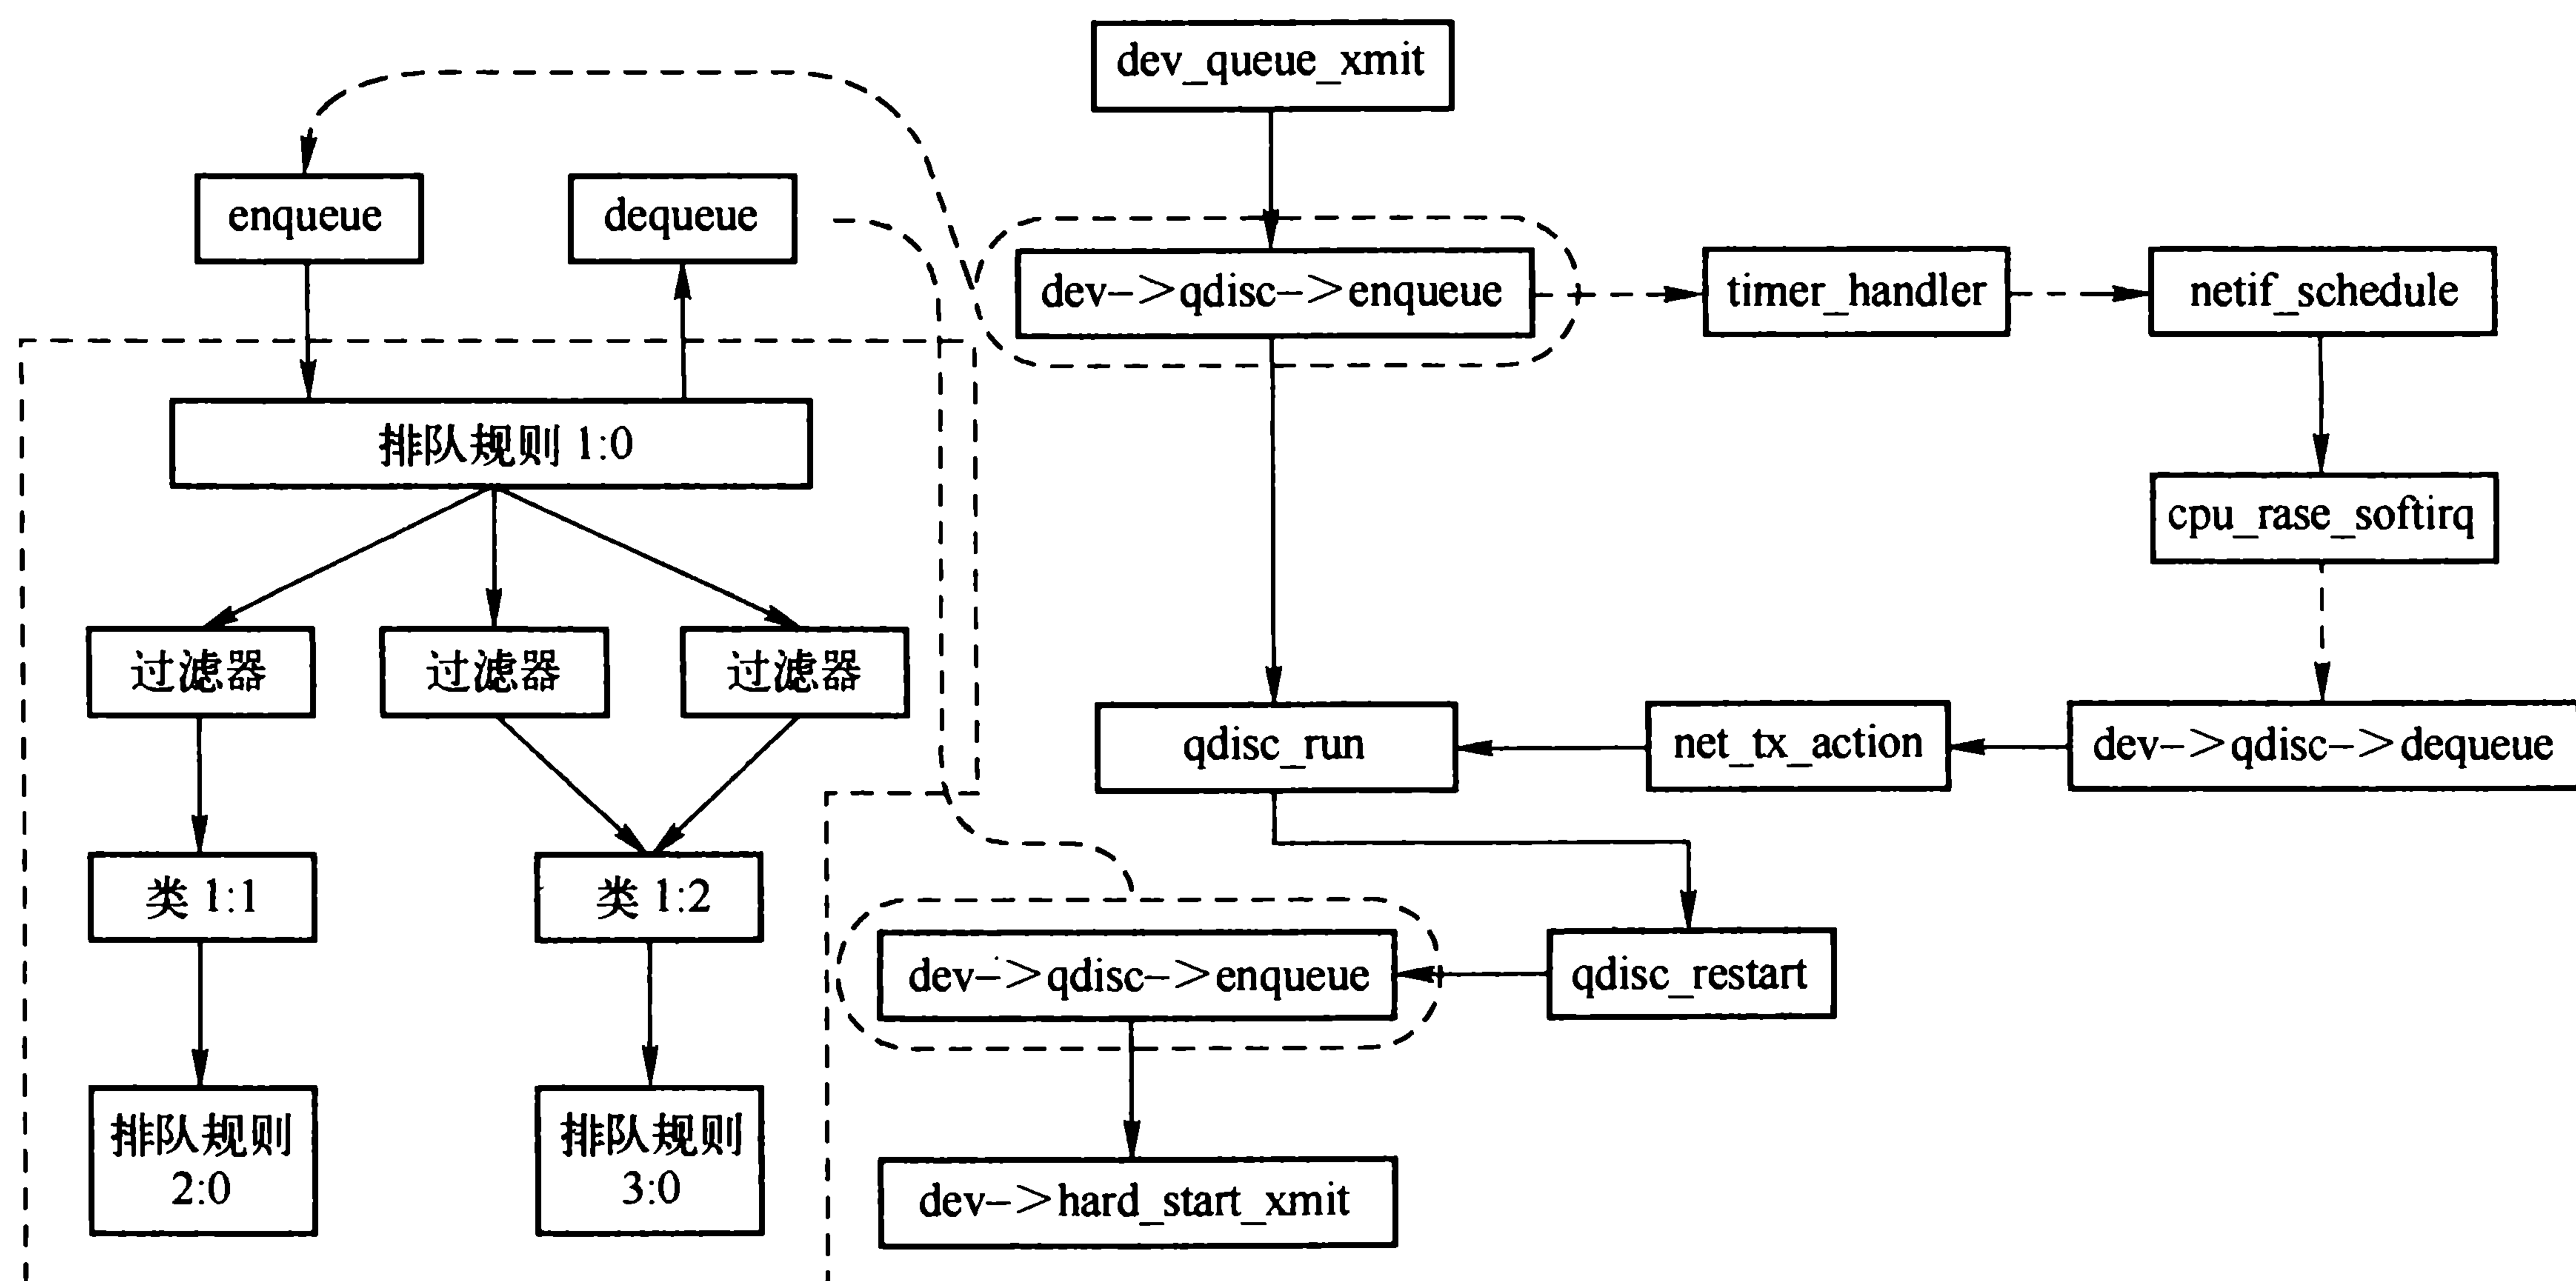 dev_queue_xmit
enqueue
dequeue
dev–>qdisc–>enqueue
timer_handler
netif_schedule
排队规则 1:0
cpu_rase_softirq
过滤器
过滤器
过滤器
qdisc_run
net_tx_action
dev–>qdisc–>dequeue
类 1:1
类 1:2
dev–>qdisc–>enqueue
qdisc_restart
排队规则
2:0
排队规则
3:0
dev–>hard_start_xmit